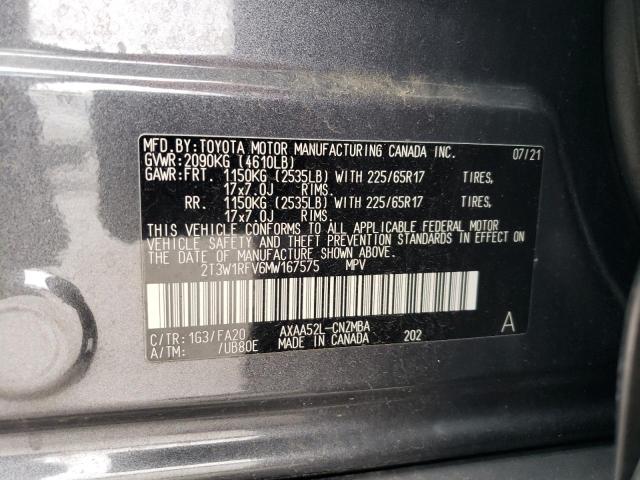 MFD.BY:TOYOTA MOTOR MANUFACTURING CANADA INC. 07/21
GVWR:2090KG (4610LB)
GAWR:FRT. 1150KG (2535LB) WITH 225/65R17 TIRES,
17x7.0J RIMS.
RR. 1150KG (2535LB) WITH 225/65R17 TIRES,
17x7.0J RIMS.
THIS VEHICLE CONFORMS TO ALL APPLICABLE FEDERAL MOTOR
VEHICLE SAFETY AND THEFT PREVENTION STANDARDS IN EFFECT
ON THE DATE OF MANUFACTURE SHOWN ABOVE.
2T3W1RFV6MW167575 MPV
C/TR:1G3/FA20 AXAA52L-CNZMBA A
A/TM: /UB80E MADE IN CANADA 202